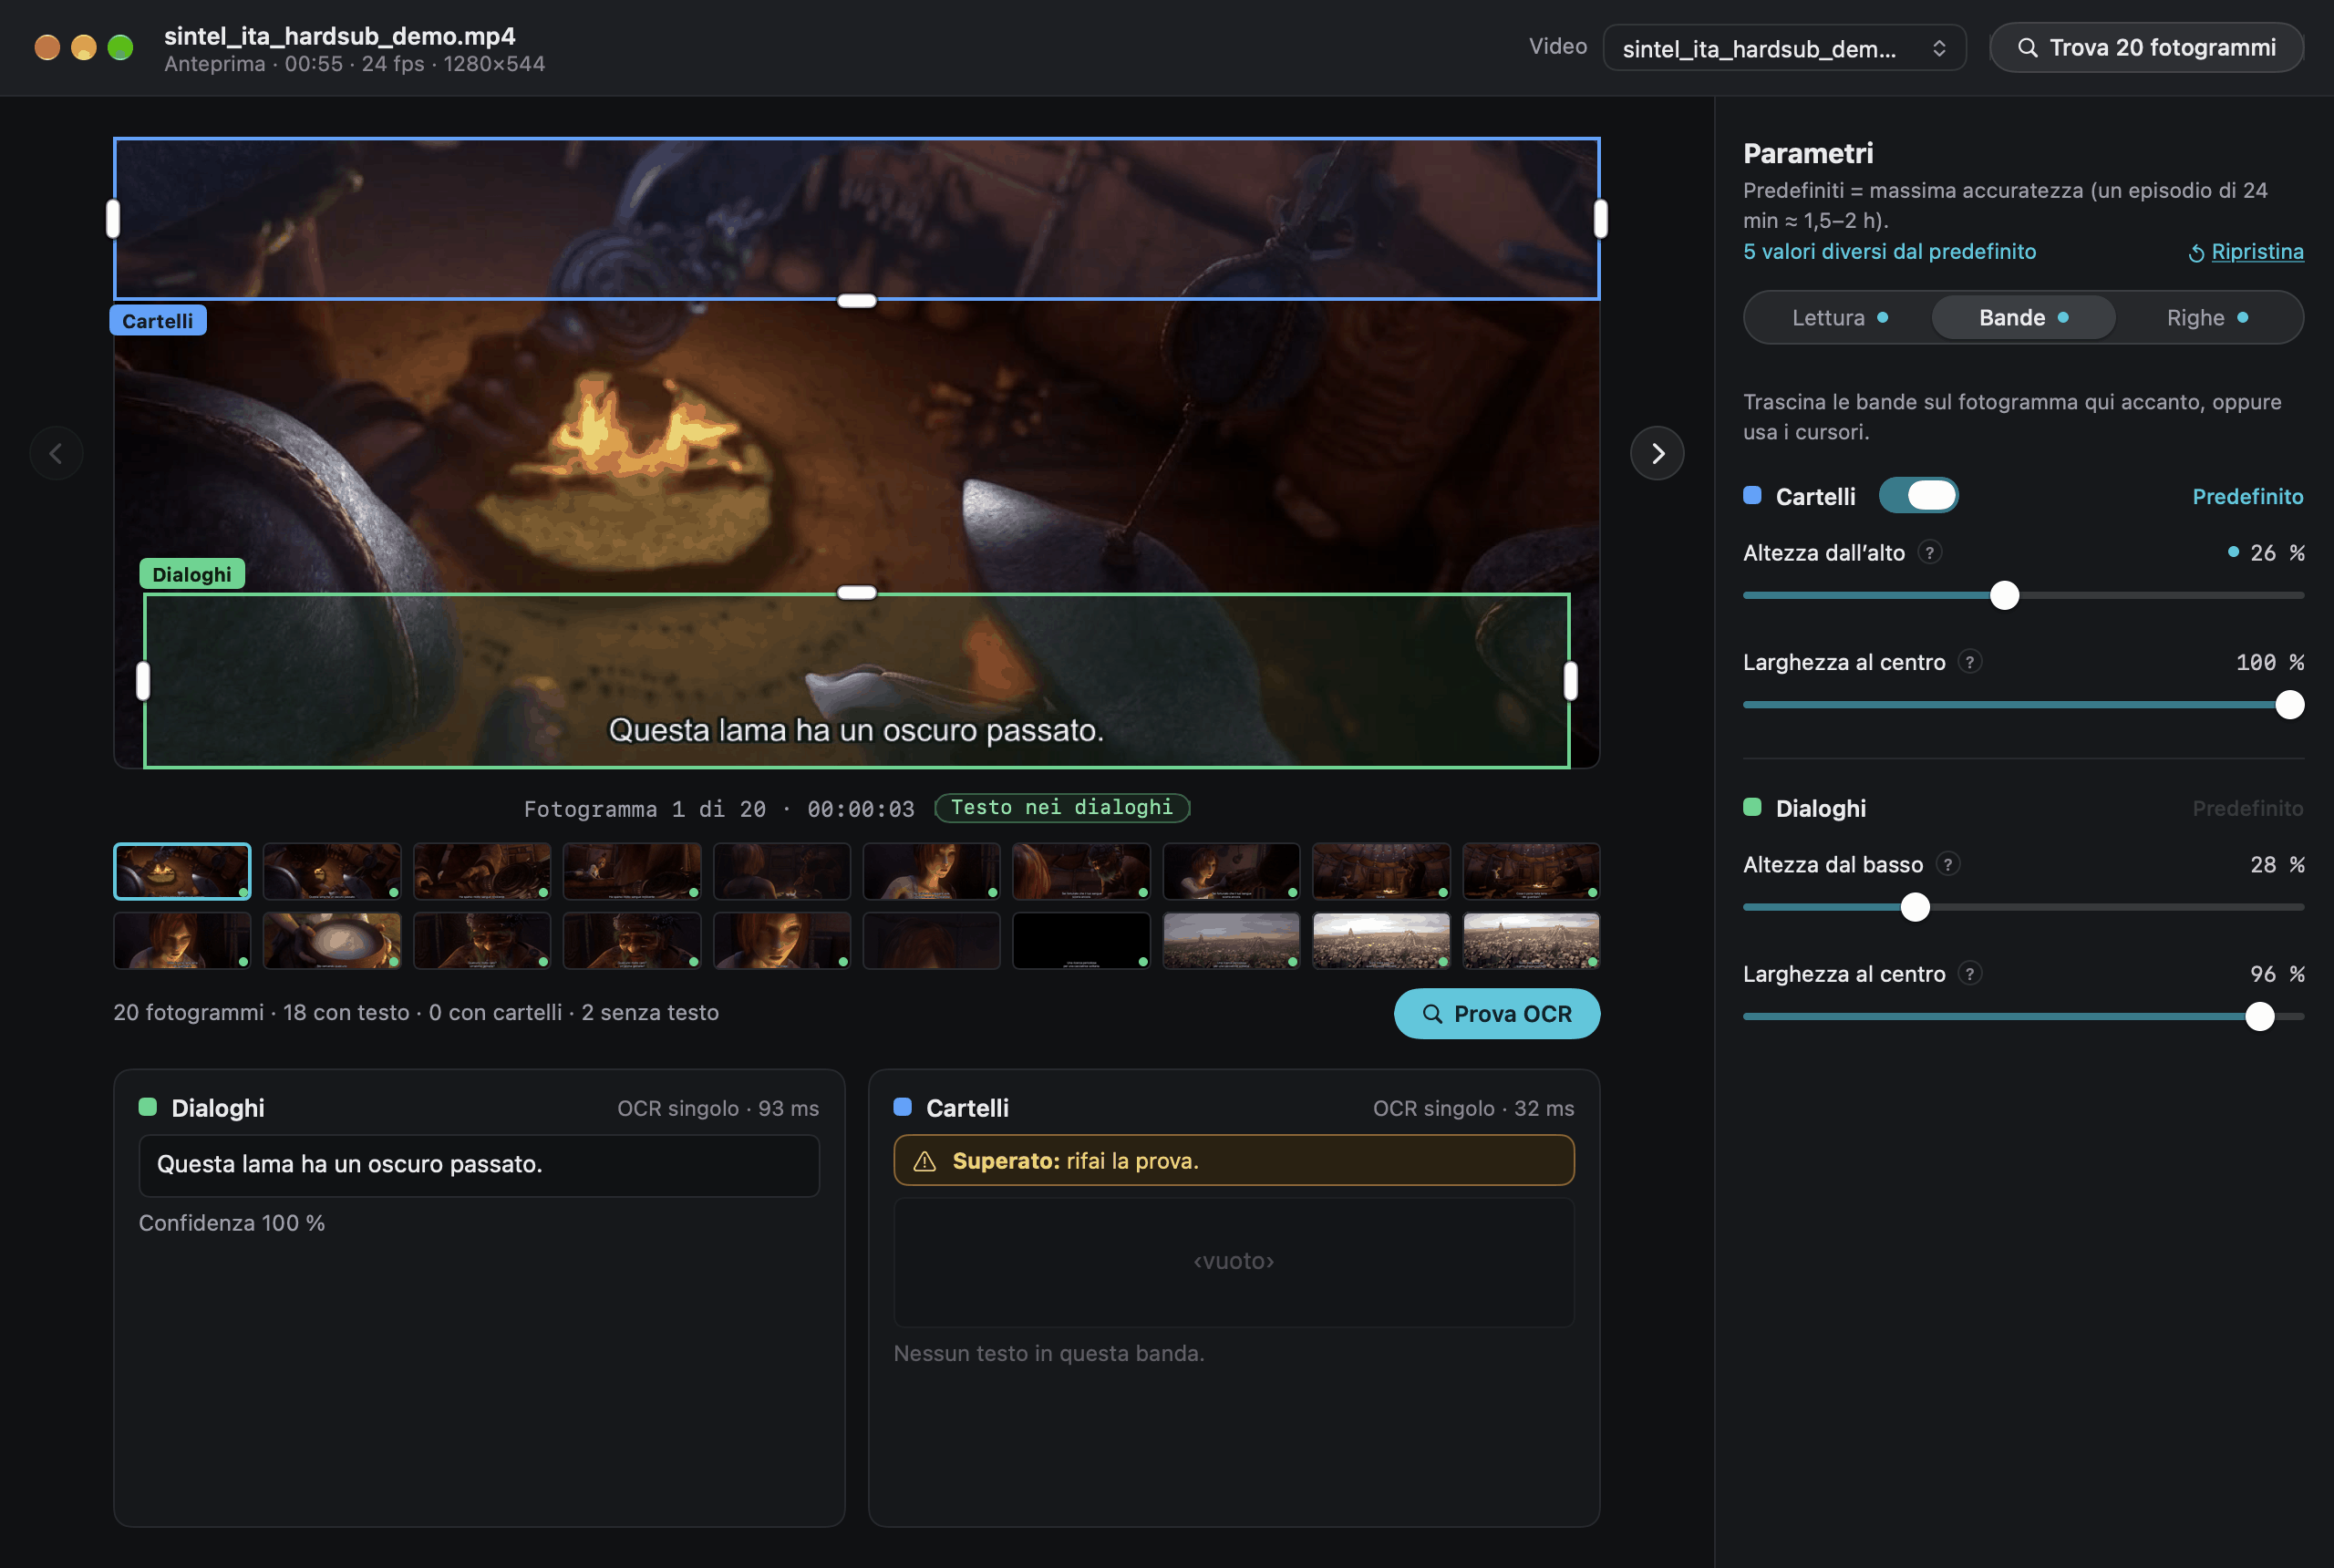 sintel_ita_hardsub_demo.mp4
Anteprima · 00:55 · 24 fps · 1280×544
Video
sintel_ita_hardsub_dem...
Trova 20 fotogrammi
Cartelli
Dialoghi
Questa lama ha un oscuro passato.
Fotogramma 1 di 20 · 00:00:03
Testo nei dialoghi
20 fotogrammi · 18 con testo · 0 con cartelli · 2 senza testo
Prova OCR
Dialoghi
OCR singolo · 93 ms
Questa lama ha un oscuro passato.
Confidenza 100 %
Cartelli
OCR singolo · 32 ms
Superato: rifai la prova.
‹vuoto›
Nessun testo in questa banda.
Parametri
Predefiniti = massima accuratezza (un episodio di 24
min ≈ 1,5–2 h).
5 valori diversi dal predefinito
Ripristina
Lettura
Bande
Righe
Trascina le bande sul fotogramma qui accanto, oppure
usa i cursori.
Cartelli
Predefinito
Altezza dall’alto ?
26 %
Larghezza al centro ?
100 %
Dialoghi
Predefinito
Altezza dal basso ?
28 %
Larghezza al centro ?
96 %